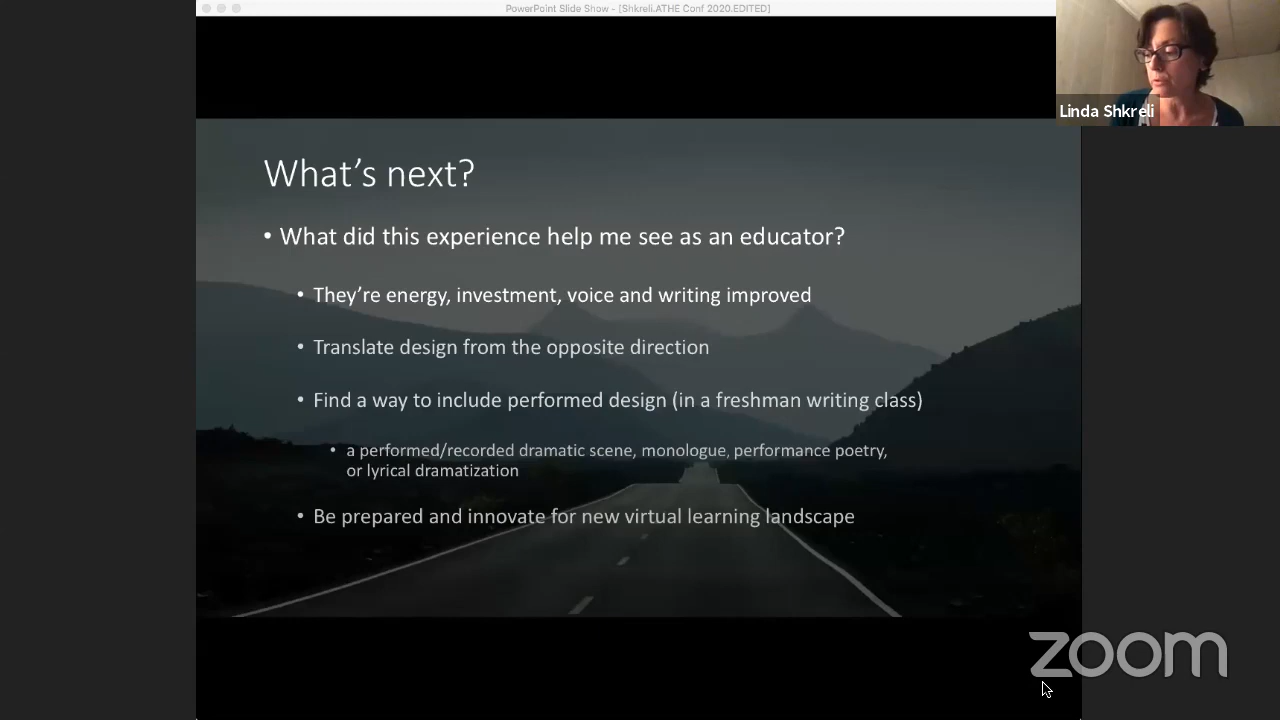 PowerPoint Slide Show - [Shkreli.ATHE Conf 2020.EDITED]
Linda Shkreli
What's next?
• What did this experience help me see as an educator?
• They're energy, investment, voice and writing improved
• Translate design from the opposite direction
• Find a way to include performed design (in a freshman writing class)
• a performed/recorded dramatic scene, monologue, performance poetry,
or lyrical dramatization
• Be prepared and innovate for new virtual learning landscape
zoom